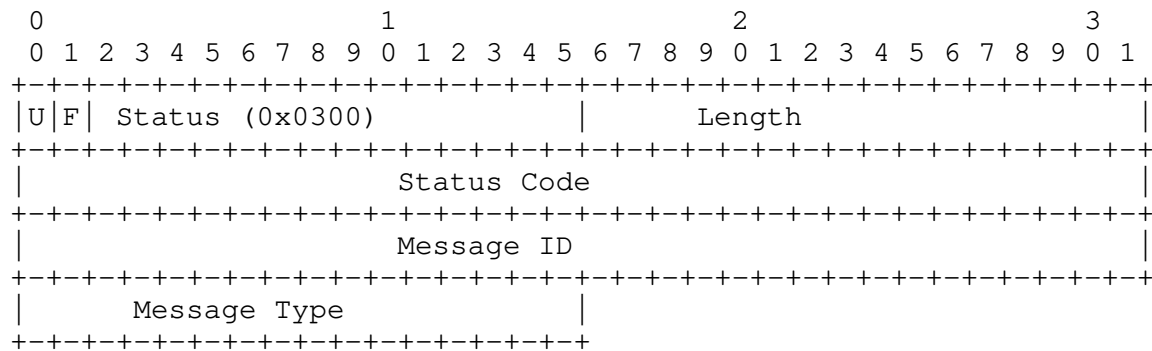 0                   1                   2                   3
 0 1 2 3 4 5 6 7 8 9 0 1 2 3 4 5 6 7 8 9 0 1 2 3 4 5 6 7 8 9 0 1
+-+-+-+-+-+-+-+-+-+-+-+-+-+-+-+-+-+-+-+-+-+-+-+-+-+-+-+-+-+-+-+-+
|U|F| Status (0x0300)           |      Length                   |
+-+-+-+-+-+-+-+-+-+-+-+-+-+-+-+-+-+-+-+-+-+-+-+-+-+-+-+-+-+-+-+-+
|                     Status Code                               |
+-+-+-+-+-+-+-+-+-+-+-+-+-+-+-+-+-+-+-+-+-+-+-+-+-+-+-+-+-+-+-+-+
|                     Message ID                                |
+-+-+-+-+-+-+-+-+-+-+-+-+-+-+-+-+-+-+-+-+-+-+-+-+-+-+-+-+-+-+-+-+
|      Message Type             |
+-+-+-+-+-+-+-+-+-+-+-+-+-+-+-+-+